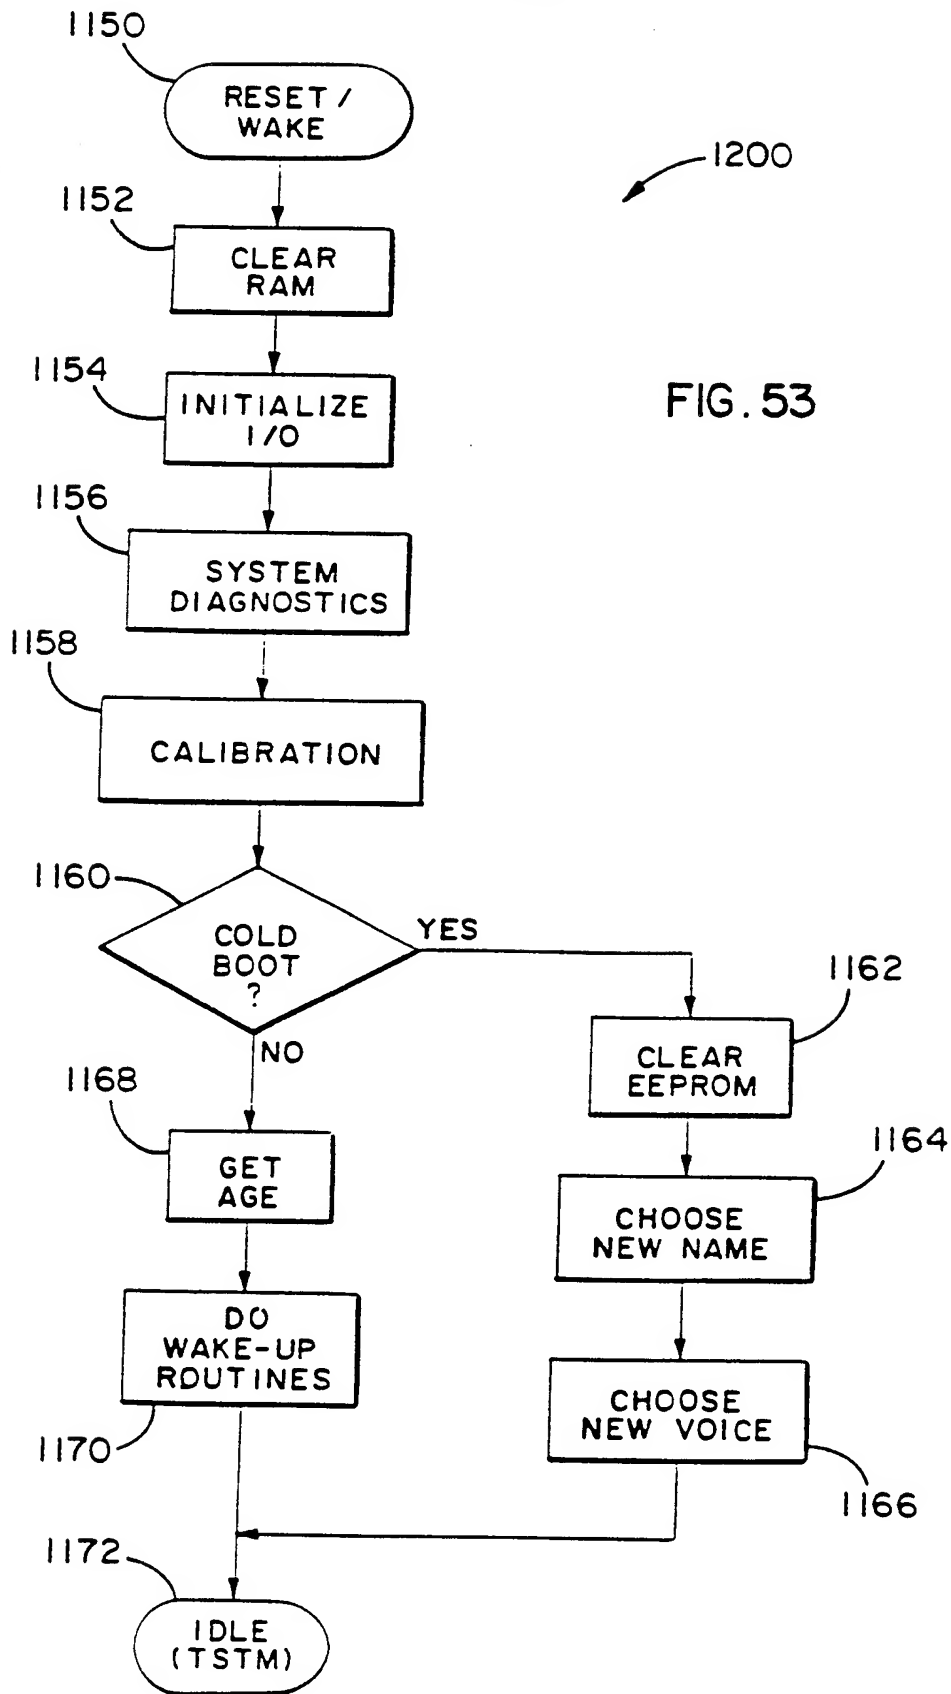 1150
RESET /
WAKE
1200
1152
CLEAR
RAM
1154
INITIALIZE
I/O
FIG. 53
1156
SYSTEM
DIAGNOSTICS
1158
CALIBRATION
1160
COLD
BOOT
?
YES
NO
1162
CLEAR
EEPROM
1168
GET
AGE
1164
CHOOSE
NEW NAME
DO
WAKE-UP
ROUTINES
1170
CHOOSE
NEW VOICE
1166
1172
IDLE
(TSTM)